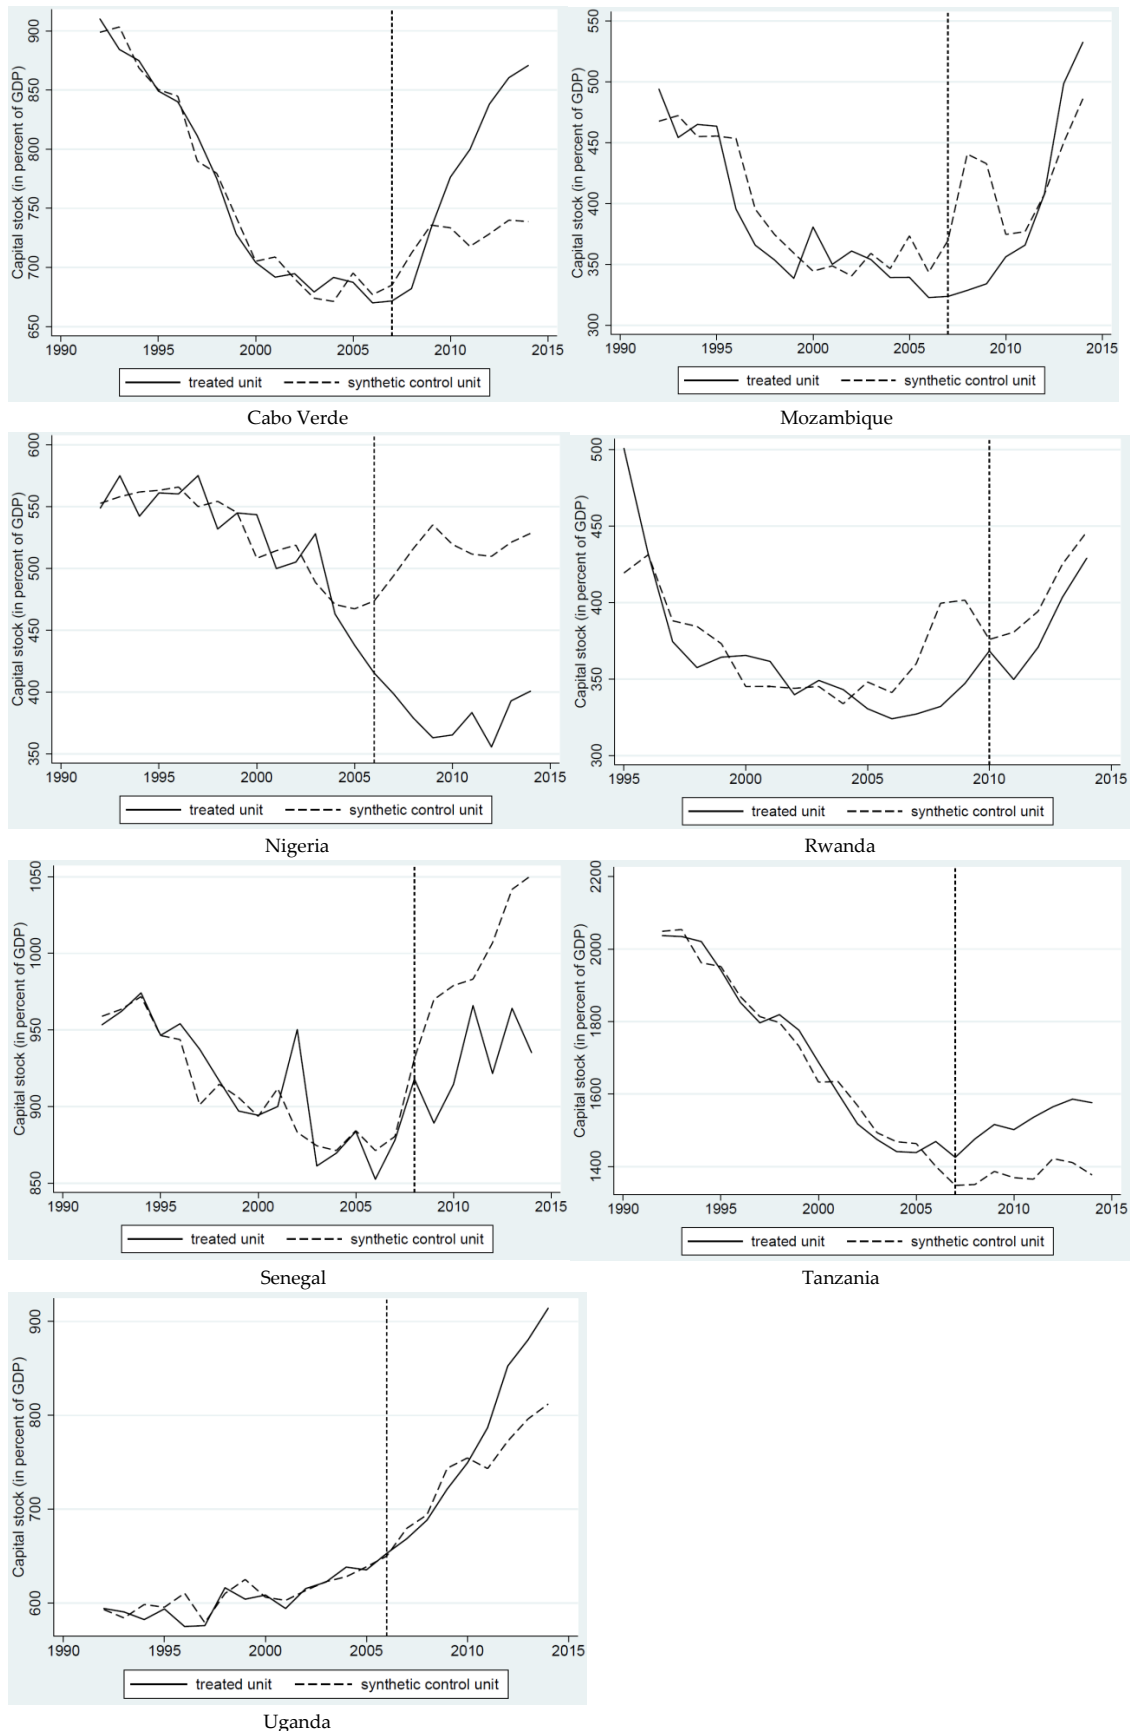 Capital stock (in percent of GDP)
900
850
800
750
700
650
1990 1995 2000 2005 2010 2015
treated unit synthetic control unit
Cabo Verde
Capital stock (in percent of GDP)
550
500
450
400
350
300
1990 1995 2000 2005 2010 2015
treated unit synthetic control unit
Mozambique
Capital stock (in percent of GDP)
600
550
500
450
400
350
1990 1995 2000 2005 2010 2015
treated unit synthetic control unit
Nigeria
Capital stock (in percent of GDP)
500
450
400
350
300
1995 2000 2005 2010 2015
treated unit synthetic control unit
Rwanda
Capital stock (in percent of GDP)
1050
1000
950
900
850
1990 1995 2000 2005 2010 2015
treated unit synthetic control unit
Senegal
Capital stock (in percent of GDP)
2200
2000
1800
1600
1400
1990 1995 2000 2005 2010 2015
treated unit synthetic control unit
Tanzania
Capital stock (in percent of GDP)
900
800
700
600
1990 1995 2000 2005 2010 2015
treated unit synthetic control unit
Uganda